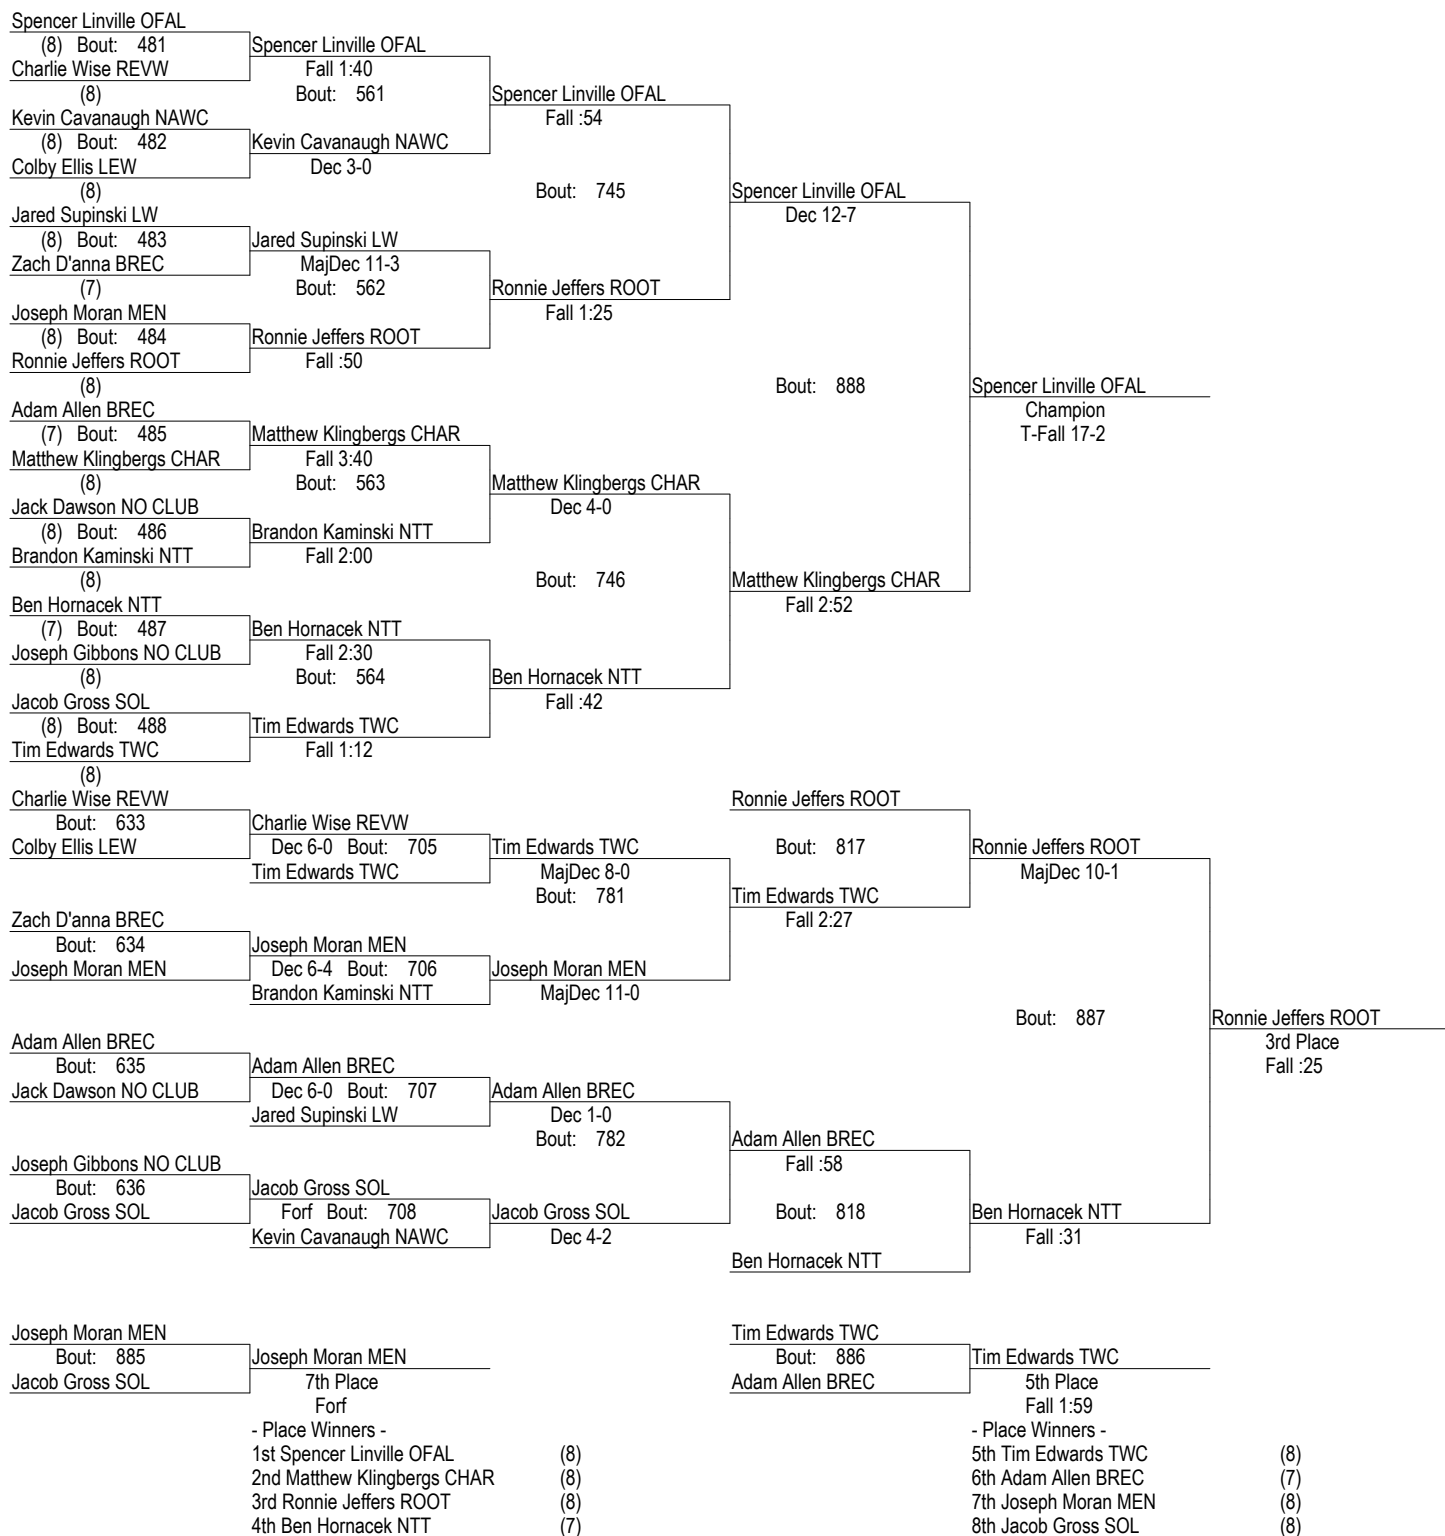 Spencer Linville OFAL
(8) Bout: 481 Spencer Linville OFAL
Charlie Wise REVW Fall 1:40
(8) Bout: 561 Spencer Linville OFAL
Kevin Cavanaugh NAWC Fall :54
(8) Bout: 482 Kevin Cavanaugh NAWC
Colby Ellis LEW Dec 3-0
(8) Bout: 745 Spencer Linville OFAL
Jared Supinski LW Dec 12-7
(8) Bout: 483 Jared Supinski LW
Zach D'anna BREC MajDec 11-3
(7) Bout: 562 Ronnie Jeffers ROOT
Joseph Moran MEN Fall 1:25
(8) Bout: 484 Ronnie Jeffers ROOT
Ronnie Jeffers ROOT Fall :50
(8) Bout: 888 Spencer Linville OFAL
Adam Allen BREC Champion
(7) Bout: 485 Matthew Klingbergs CHAR T-Fall 17-2
Matthew Klingbergs CHAR Fall 3:40
(8) Bout: 563 Matthew Klingbergs CHAR
Jack Dawson NO CLUB Dec 4-0
(8) Bout: 486 Brandon Kaminski NTT
Brandon Kaminski NTT Fall 2:00
(8) Bout: 746 Matthew Klingbergs CHAR
Ben Hornacek NTT Fall 2:52
(7) Bout: 487 Ben Hornacek NTT
Joseph Gibbons NO CLUB Fall 2:30
(8) Bout: 564 Ben Hornacek NTT
Jacob Gross SOL Fall :42
(8) Bout: 488 Tim Edwards TWC
Tim Edwards TWC Fall 1:12
(8)
Charlie Wise REVW Ronnie Jeffers ROOT
Bout: 633 Charlie Wise REVW
Colby Ellis LEW Dec 6-0 Bout: 705 Tim Edwards TWC Bout: 817 Ronnie Jeffers ROOT
Tim Edwards TWC MajDec 8-0 MajDec 10-1
Bout: 781 Tim Edwards TWC
Zach D'anna BREC Fall 2:27
Bout: 634 Joseph Moran MEN
Joseph Moran MEN Dec 6-4 Bout: 706 Joseph Moran MEN
Brandon Kaminski NTT MajDec 11-0
Bout: 887 Ronnie Jeffers ROOT
Adam Allen BREC 3rd Place
Bout: 635 Adam Allen BREC Fall :25
Jack Dawson NO CLUB Dec 6-0 Bout: 707 Adam Allen BREC
Jared Supinski LW Dec 1-0
Bout: 782 Adam Allen BREC
Joseph Gibbons NO CLUB Fall :58
Bout: 636 Jacob Gross SOL
Jacob Gross SOL Forf Bout: 708 Jacob Gross SOL Bout: 818 Ben Hornacek NTT
Kevin Cavanaugh NAWC Dec 4-2 Fall :31
Ben Hornacek NTT
Joseph Moran MEN Tim Edwards TWC
Bout: 885 Joseph Moran MEN Bout: 886 Tim Edwards TWC
Jacob Gross SOL 7th Place Adam Allen BREC 5th Place
Forf Fall 1:59
- Place Winners - - Place Winners -
1st Spencer Linville OFAL (8) 5th Tim Edwards TWC (8)
2nd Matthew Klingbergs CHAR (8) 6th Adam Allen BREC (7)
3rd Ronnie Jeffers ROOT (8) 7th Joseph Moran MEN (8)
4th Ben Hornacek NTT (7) 8th Jacob Gross SOL (8)